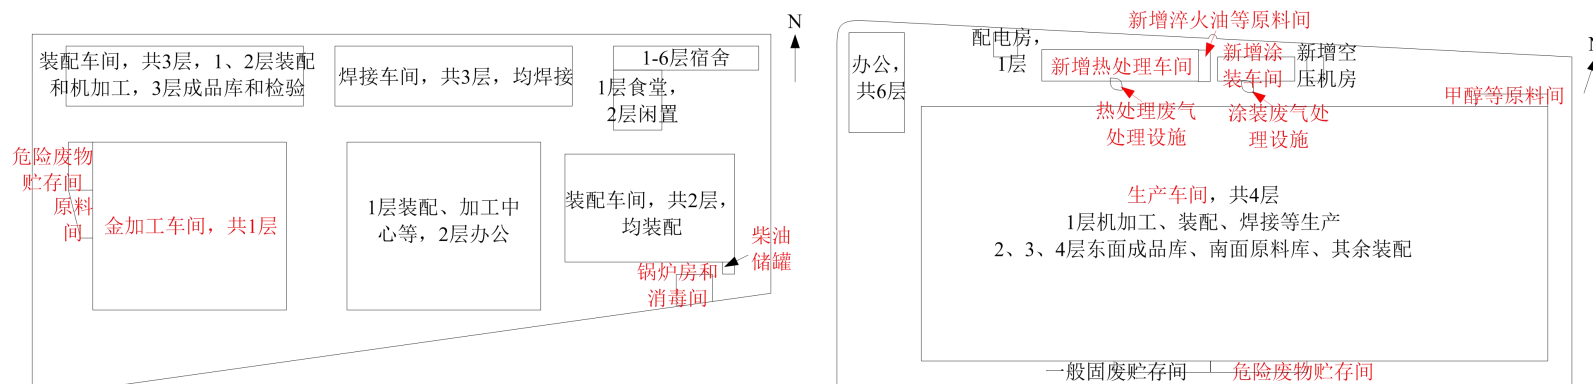 N
装配车间，共3层，1、2层装配
和机加工，3层成品库和检验
焊接车间，共3层，均焊接
1-6层宿舍
1层食堂，
2层闲置
危险废物
贮存间
原料
间
金加工车间，共1层
1层装配、加工中
心等，2层办公
装配车间，共2层，
均装配
柴油
储罐
锅炉房和
消毒间
新增淬火油等原料间
N
配电房，
1层
办公，
共6层
新增热处理车间
新增涂
装车间
新增空
压机房
甲醇等原料间
热处理废气
处理设施
涂装废气处
理设施
生产车间，共4层
1层机加工、装配、焊接等生产
2、3、4层东面成品库、南面原料库、其余装配
一般固废贮存间
危险废物贮存间